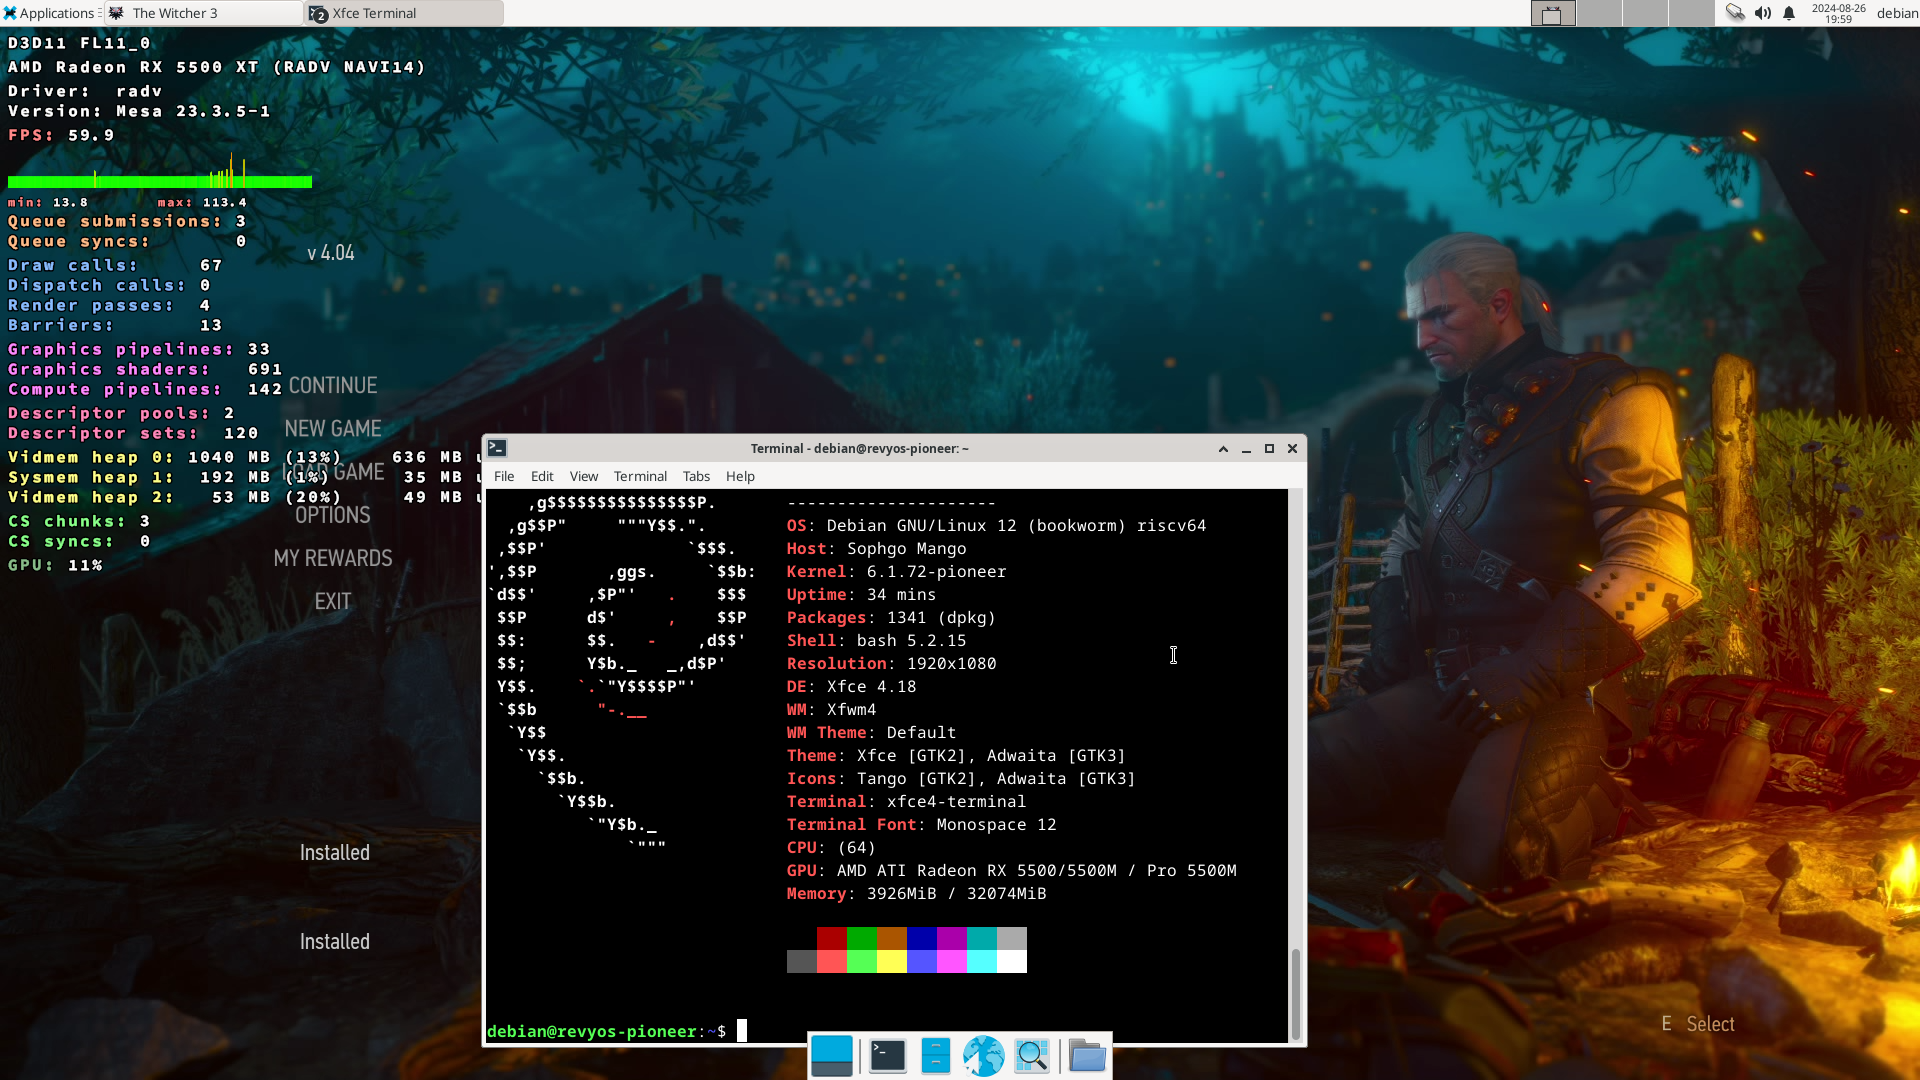 Applications
The Witcher 3
2
Xfce Terminal
2024-08-26
19:59
debian
D3D11 FL11_0
AMD Radeon RX 5500 XT (RADV NAVI14)
Driver: radv
Version: Mesa 23.3.5-1
FPS: 59.9
min: 13.8 max: 113.4
Queue submissions: 3
Queue syncs: 0
v 4.04
Draw calls: 67
Dispatch calls: 0
Render passes: 4
Barriers: 13
Graphics pipelines: 33
Graphics shaders: 691
Compute pipelines: 142
CONTINUE
Descriptor pools: 2
NEW GAME
Descriptor sets: 120
Vidmem heap 0: 1040 MB (13%) 636 MB
LOAD GAME
Sysmem heap 1: 192 MB (1%) 35 MB
Vidmem heap 2: 53 MB (20%) 49 MB
OPTIONS
CS chunks: 3
CS syncs: 0
MY REWARDS
GPU: 11%
EXIT
Installed
Installed
Terminal - debian@revyos-pioneer: ~
File Edit View Terminal Tabs Help
,g$$$$$$$$$$$$$$$P. ---------------------
,g$$P" """Y$$.". OS: Debian GNU/Linux 12 (bookworm) riscv64
,$$P' `$$$. Host: Sophgo Mango
',$$P ,ggs. `$$b: Kernel: 6.1.72-pioneer
`d$$' ,$P"' . $$$ Uptime: 34 mins
$$P d$' , $$P Packages: 1341 (dpkg)
$$: $$. - ,d$$' Shell: bash 5.2.15
$$; Y$b._ _,d$P' Resolution: 1920x1080
Y$$. `.`"Y$$$$P"' DE: Xfce 4.18
`$$b "-.__ WM: Xfwm4
`Y$$ WM Theme: Default
`Y$$. Theme: Xfce [GTK2], Adwaita [GTK3]
`$$b. Icons: Tango [GTK2], Adwaita [GTK3]
`Y$$b. Terminal: xfce4-terminal
`"Y$b._ Terminal Font: Monospace 12
`""" CPU: (64)
GPU: AMD ATI Radeon RX 5500/5500M / Pro 5500M
Memory: 3926MiB / 32074MiB
debian@revyos-pioneer:~$
E Select